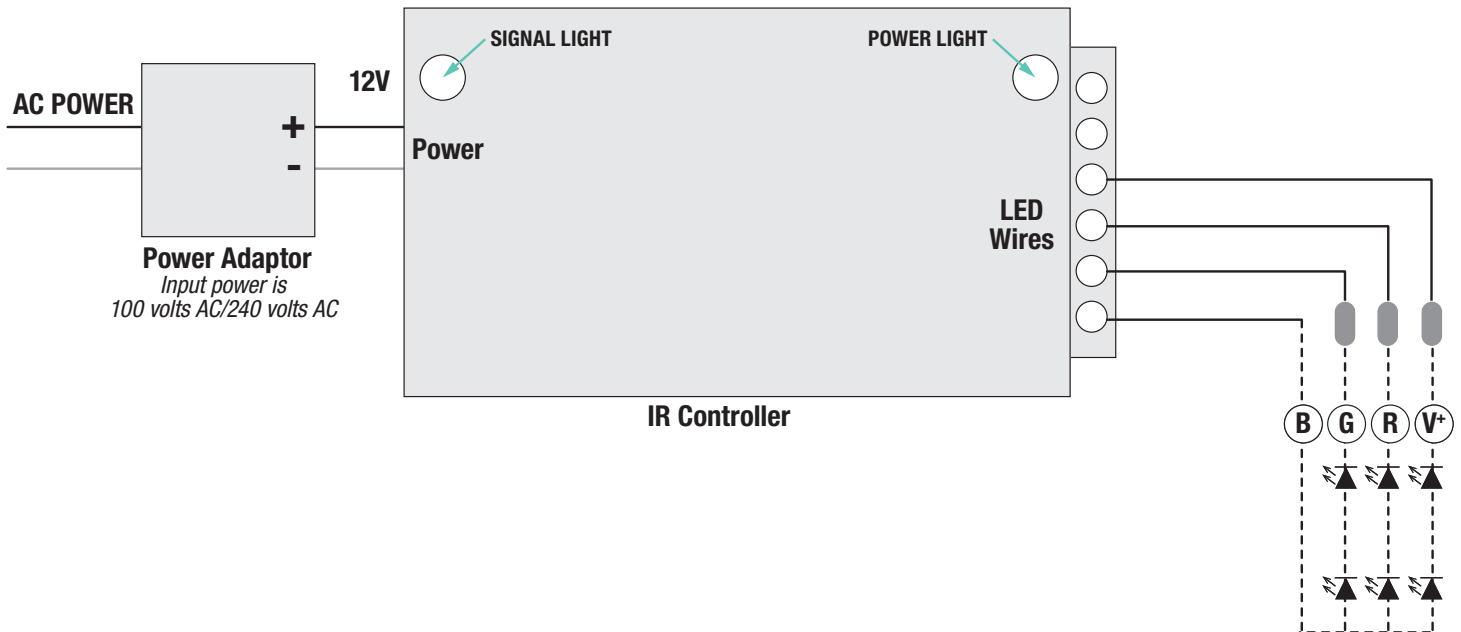 SIGNAL LIGHT
POWER LIGHT
12V
AC POWER
+
Power
-
LED
Wires
Power Adaptor
Input power is
100 volts AC/240 volts AC
IR Controller
B G R V+